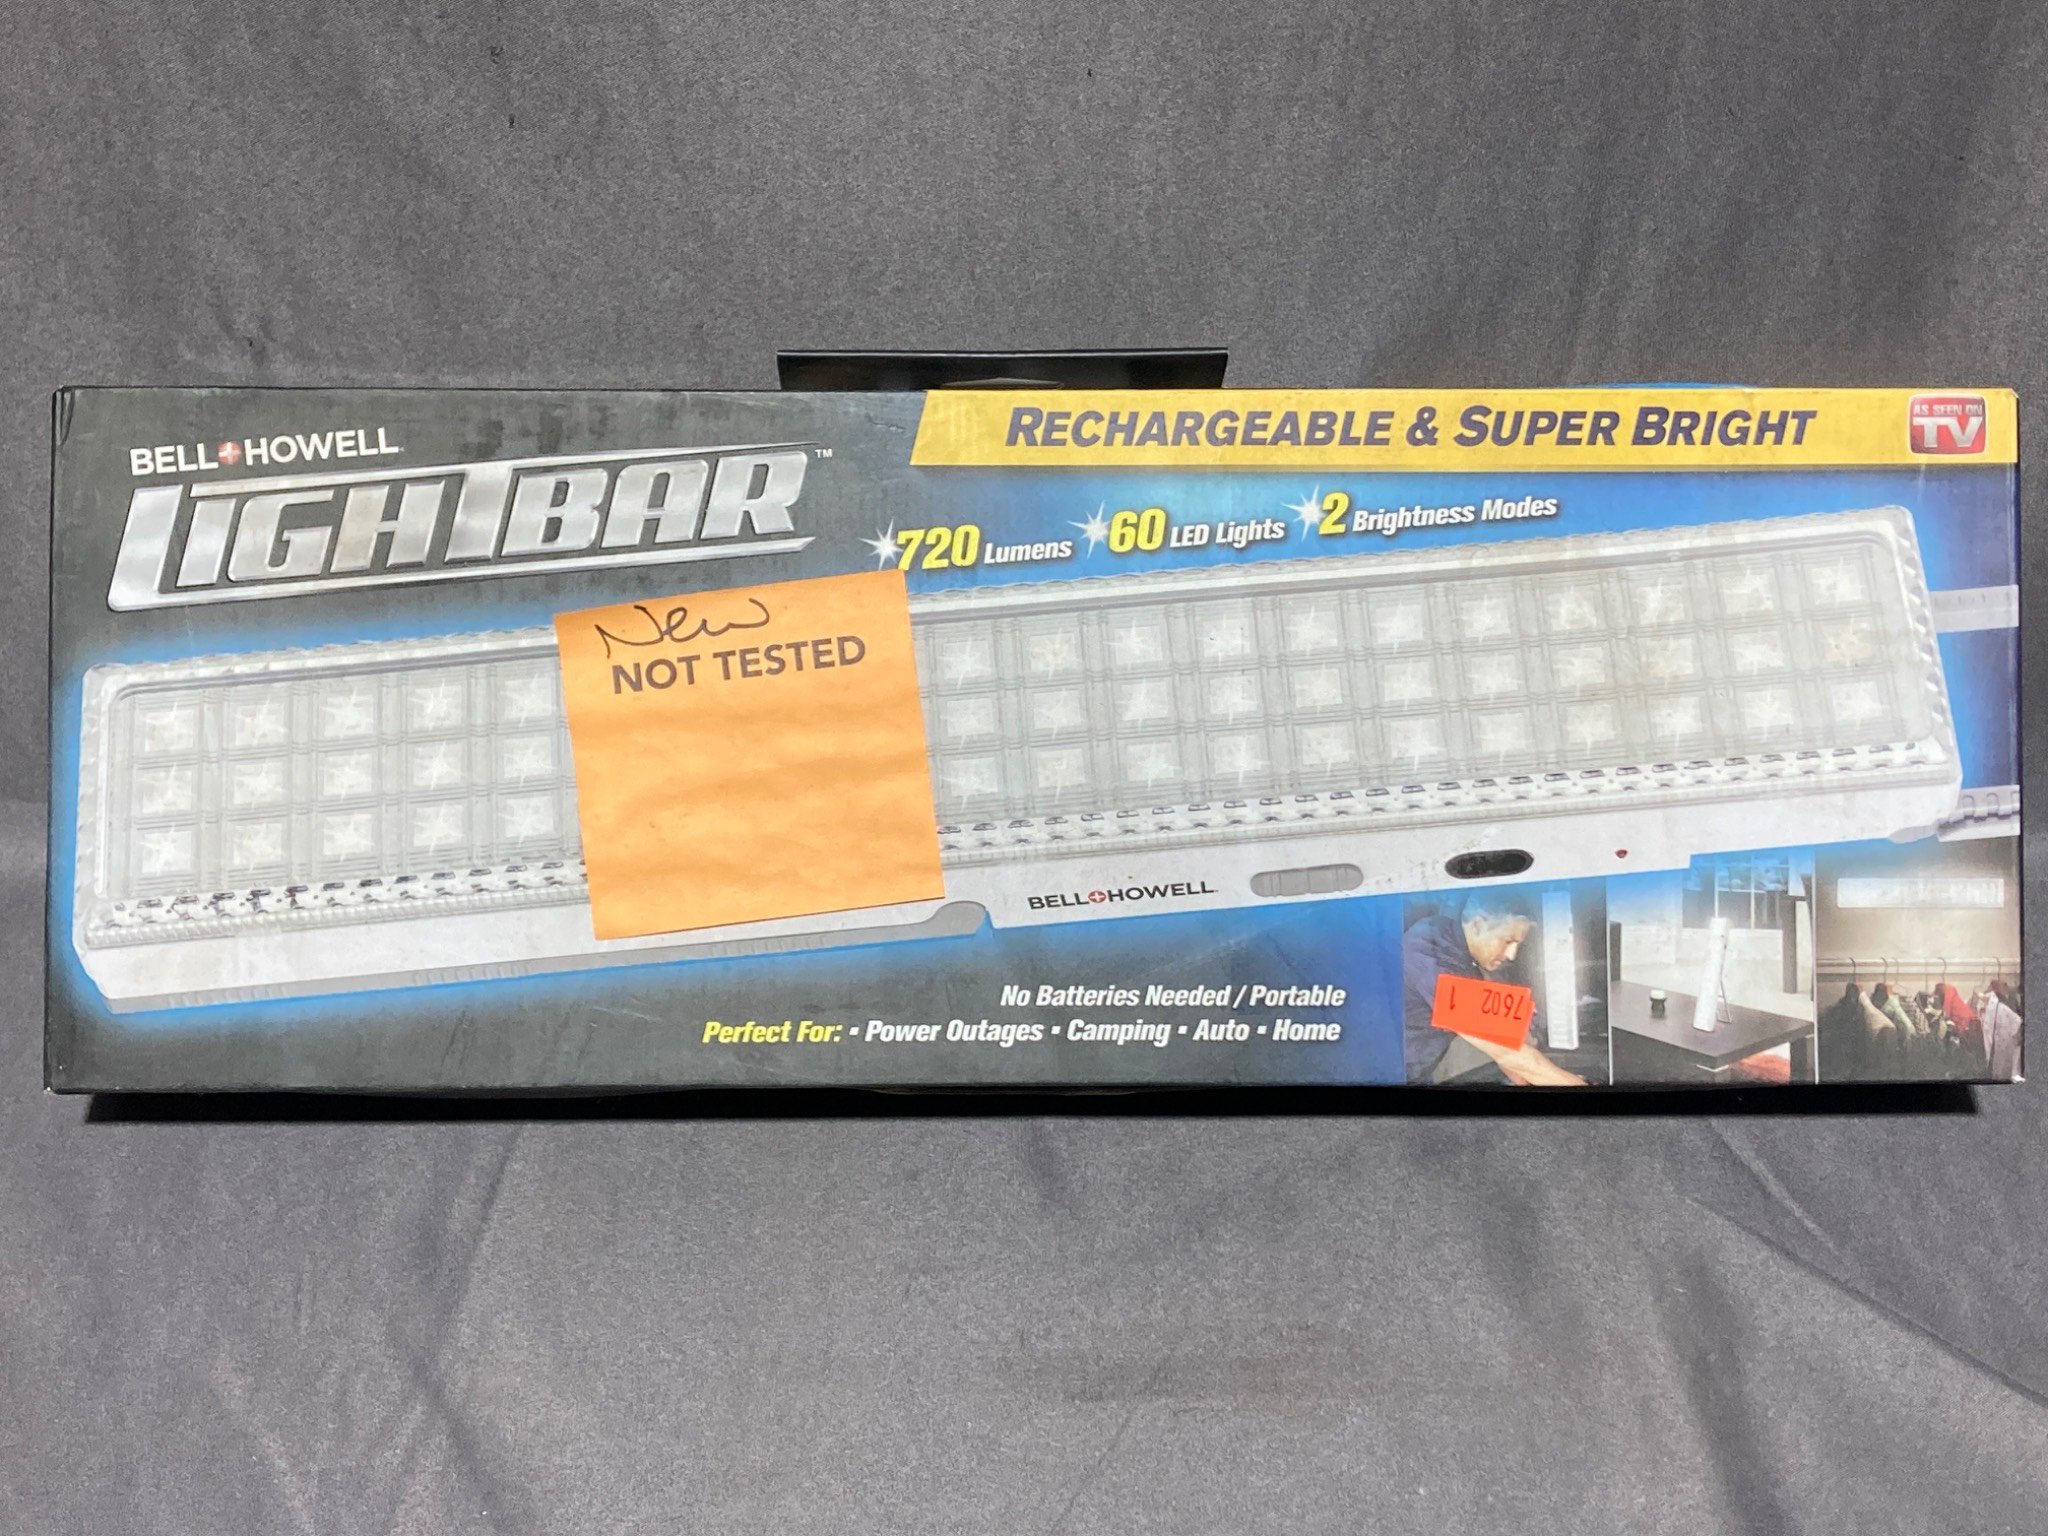 BELL+HOWELL
LIGHTBAR™
RECHARGEABLE & SUPER BRIGHT
AS SEEN ON
TV
720 Lumens 60 LED Lights 2 Brightness Modes
New
NOT TESTED
BELL+HOWELL
No Batteries Needed / Portable
Perfect For: • Power Outages • Camping • Auto • Home
7602
1